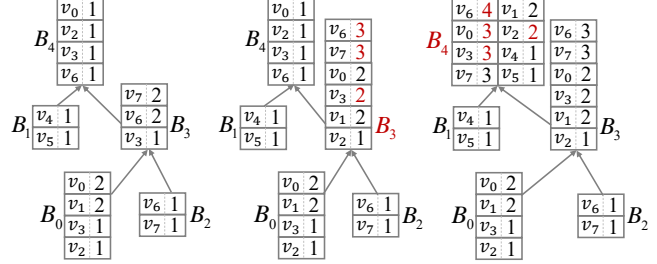 v₀ 1
v₂ 1
B₄
v₃ 1
v₆ 1
v₄ 1
B₁
v₅ 1
v₇ 2
v₆ 2
B₃
v₃ 1
v₀ 2
v₁ 2
B₀
v₃ 1
v₂ 1
v₆ 1
B₂
v₇ 1
v₀ 1
v₂ 1
B₄
v₃ 1
v₆ 1
v₄ 1
B₁
v₅ 1
v₆ 3
v₇ 3
v₀ 2
v₃ 2
v₁ 2
B₃
v₂ 1
v₀ 2
v₁ 2
B₀
v₃ 1
v₂ 1
v₆ 1
B₂
v₇ 1
v₆ 4 v₁ 2
v₀ 3 v₂ 2
B₄
v₃ 3 v₄ 1
v₇ 3 v₅ 1
v₄ 1
B₁
v₅ 1
v₆ 3
v₇ 3
v₀ 2
v₃ 2
v₁ 2
B₃
v₂ 1
v₀ 2
v₁ 2
B₀
v₃ 1
v₂ 1
v₆ 1
B₂
v₇ 1